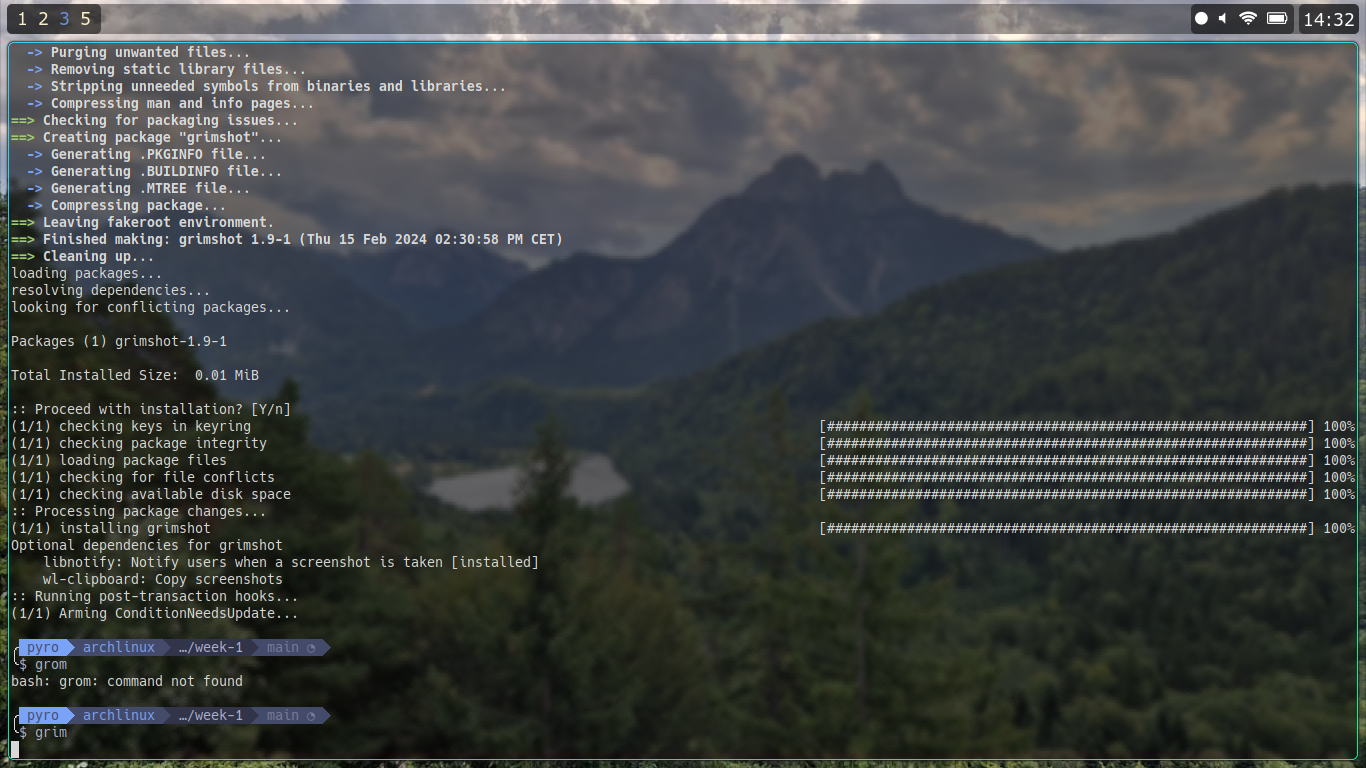 1 2 3 5
14:32
-> Purging unwanted files...
-> Removing static library files...
-> Stripping unneeded symbols from binaries and libraries...
-> Compressing man and info pages...
==> Checking for packaging issues...
==> Creating package "grimshot"...
-> Generating .PKGINFO file...
-> Generating .BUILDINFO file...
-> Generating .MTREE file...
-> Compressing package...
==> Leaving fakeroot environment.
==> Finished making: grimshot 1.9-1 (Thu 15 Feb 2024 02:30:58 PM CET)
==> Cleaning up...
loading packages...
resolving dependencies...
looking for conflicting packages...
Packages (1) grimshot-1.9-1
Total Installed Size:  0.01 MiB
:: Proceed with installation? [Y/n]
(1/1) checking keys in keyring [############################################################] 100%
(1/1) checking package integrity [############################################################] 100%
(1/1) loading package files [############################################################] 100%
(1/1) checking for file conflicts [############################################################] 100%
(1/1) checking available disk space [############################################################] 100%
:: Processing package changes...
(1/1) installing grimshot [############################################################] 100%
Optional dependencies for grimshot
libnotify: Notify users when a screenshot is taken [installed]
wl-clipboard: Copy screenshots
:: Running post-transaction hooks...
(1/1) Arming ConditionNeedsUpdate...
pyro archlinux …/week-1 main
$ grom
bash: grom: command not found
pyro archlinux …/week-1 main
$ grim